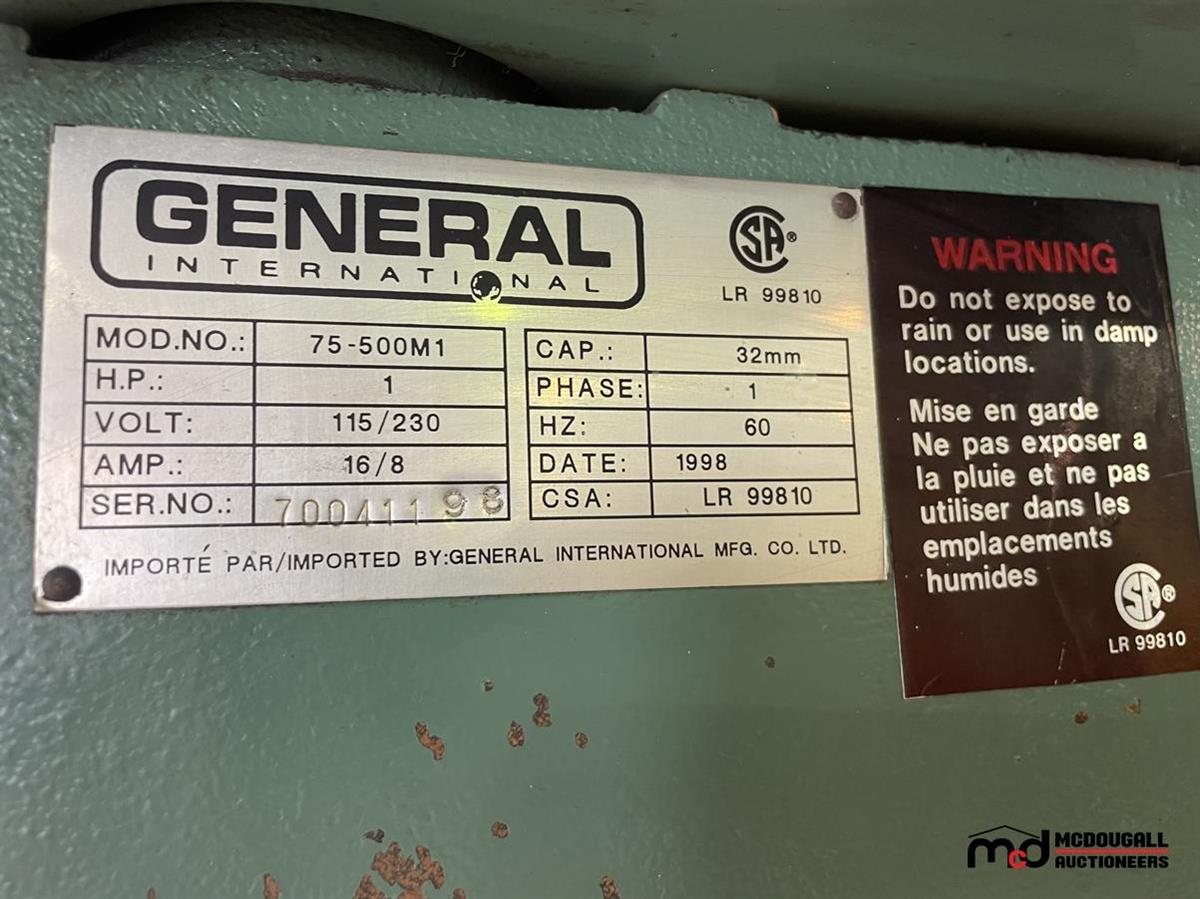 GENERAL
INTERNATIONAL
CSA®
LR 99810
MOD.NO.: 75-500M1
H.P.: 1
VOLT: 115/230
AMP.: 16/8
SER.NO.: 70041198
CAP.: 32mm
PHASE: 1
HZ: 60
DATE: 1998
CSA: LR 99810
IMPORTÉ PAR/IMPORTED BY:GENERAL INTERNATIONAL MFG. CO. LTD.
WARNING
Do not expose to
rain or use in damp
locations.
Mise en garde
Ne pas exposer a
la pluie et ne pas
utiliser dans les
emplacements
humides
CSA®
LR 99810
mcd MCDOUGALL
AUCTIONEERS